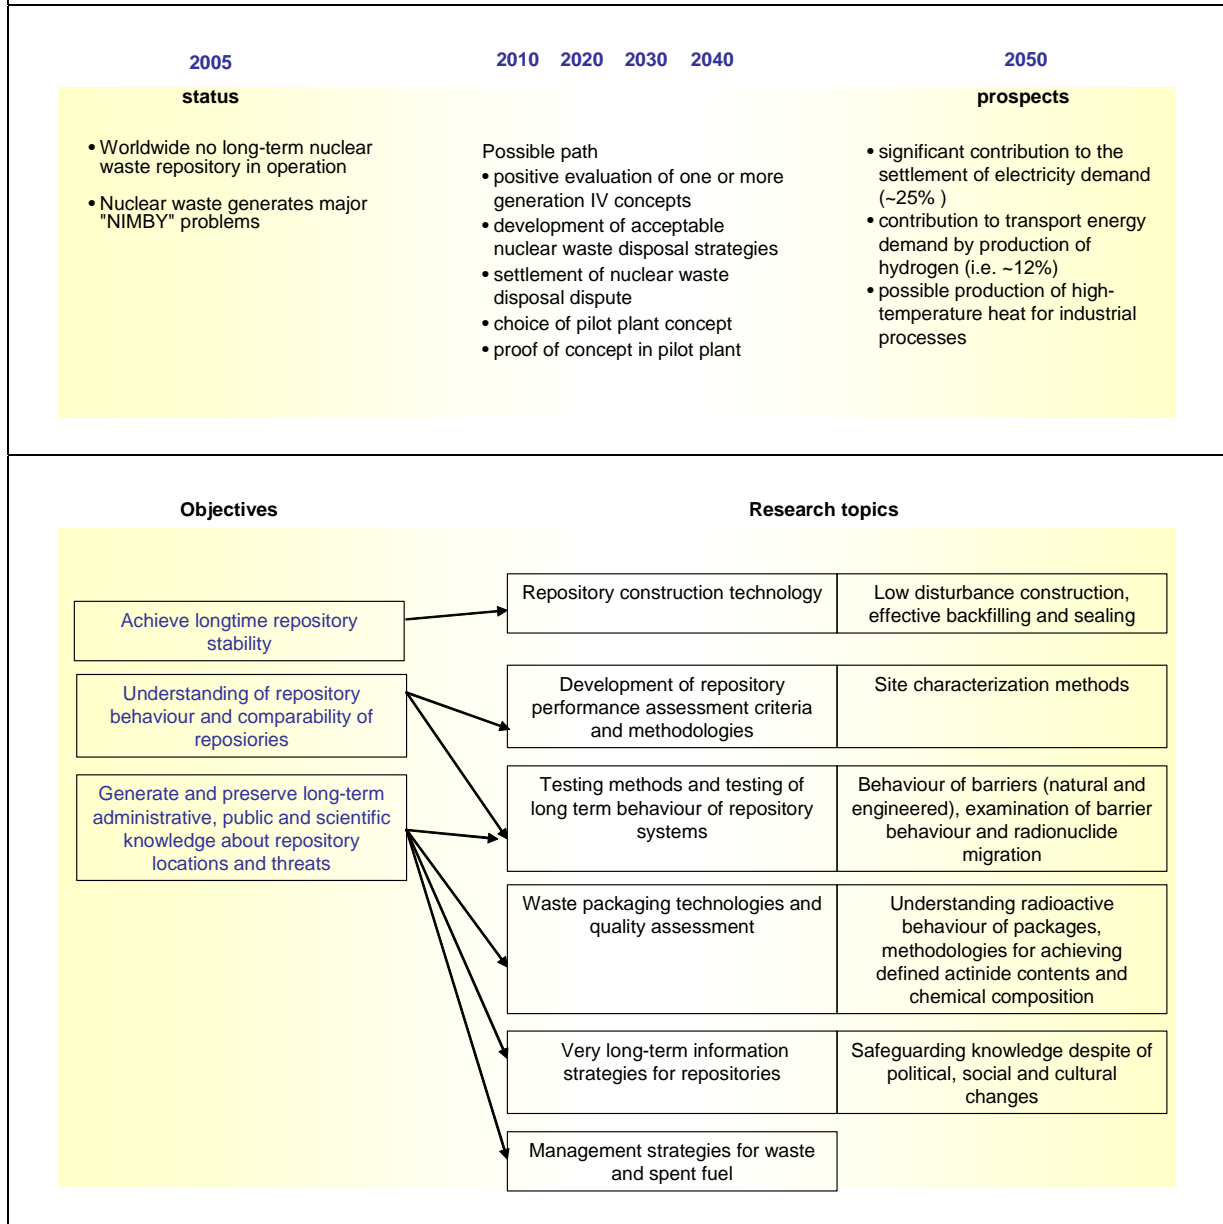 2005
2010 2020 2030 2040
2050
status
• Worldwide no long-term nuclear
waste repository in operation
• Nuclear waste generates major
"NIMBY" problems
Possible path
• positive evaluation of one or more
generation IV concepts
• development of acceptable
nuclear waste disposal strategies
• settlement of nuclear waste
disposal dispute
• choice of pilot plant concept
• proof of concept in pilot plant
prospects
• significant contribution to the
settlement of electricity demand
(~25% )
• contribution to transport energy
demand by production of
hydrogen (i.e. ~12%)
• possible production of high-
temperature heat for industrial
processes
Objectives
Research topics
Achieve longtime repository
stability
Understanding of repository
behaviour and comparability of
reposiories
Generate and preserve long-term
administrative, public and scientific
knowledge about repository
locations and threats
Repository construction technology
Low disturbance construction,
effective backfilling and sealing
Development of repository
performance assessment criteria
and methodologies
Site characterization methods
Testing methods and testing of
long term behaviour of repository
systems
Behaviour of barriers (natural and
engineered), examination of barrier
behaviour and radionuclide
migration
Waste packaging technologies and
quality assessment
Understanding radioactive
behaviour of packages,
methodologies for achieving
defined actinide contents and
chemical composition
Very long-term information
strategies for repositories
Safeguarding knowledge despite of
political, social and cultural
changes
Management strategies for waste
and spent fuel